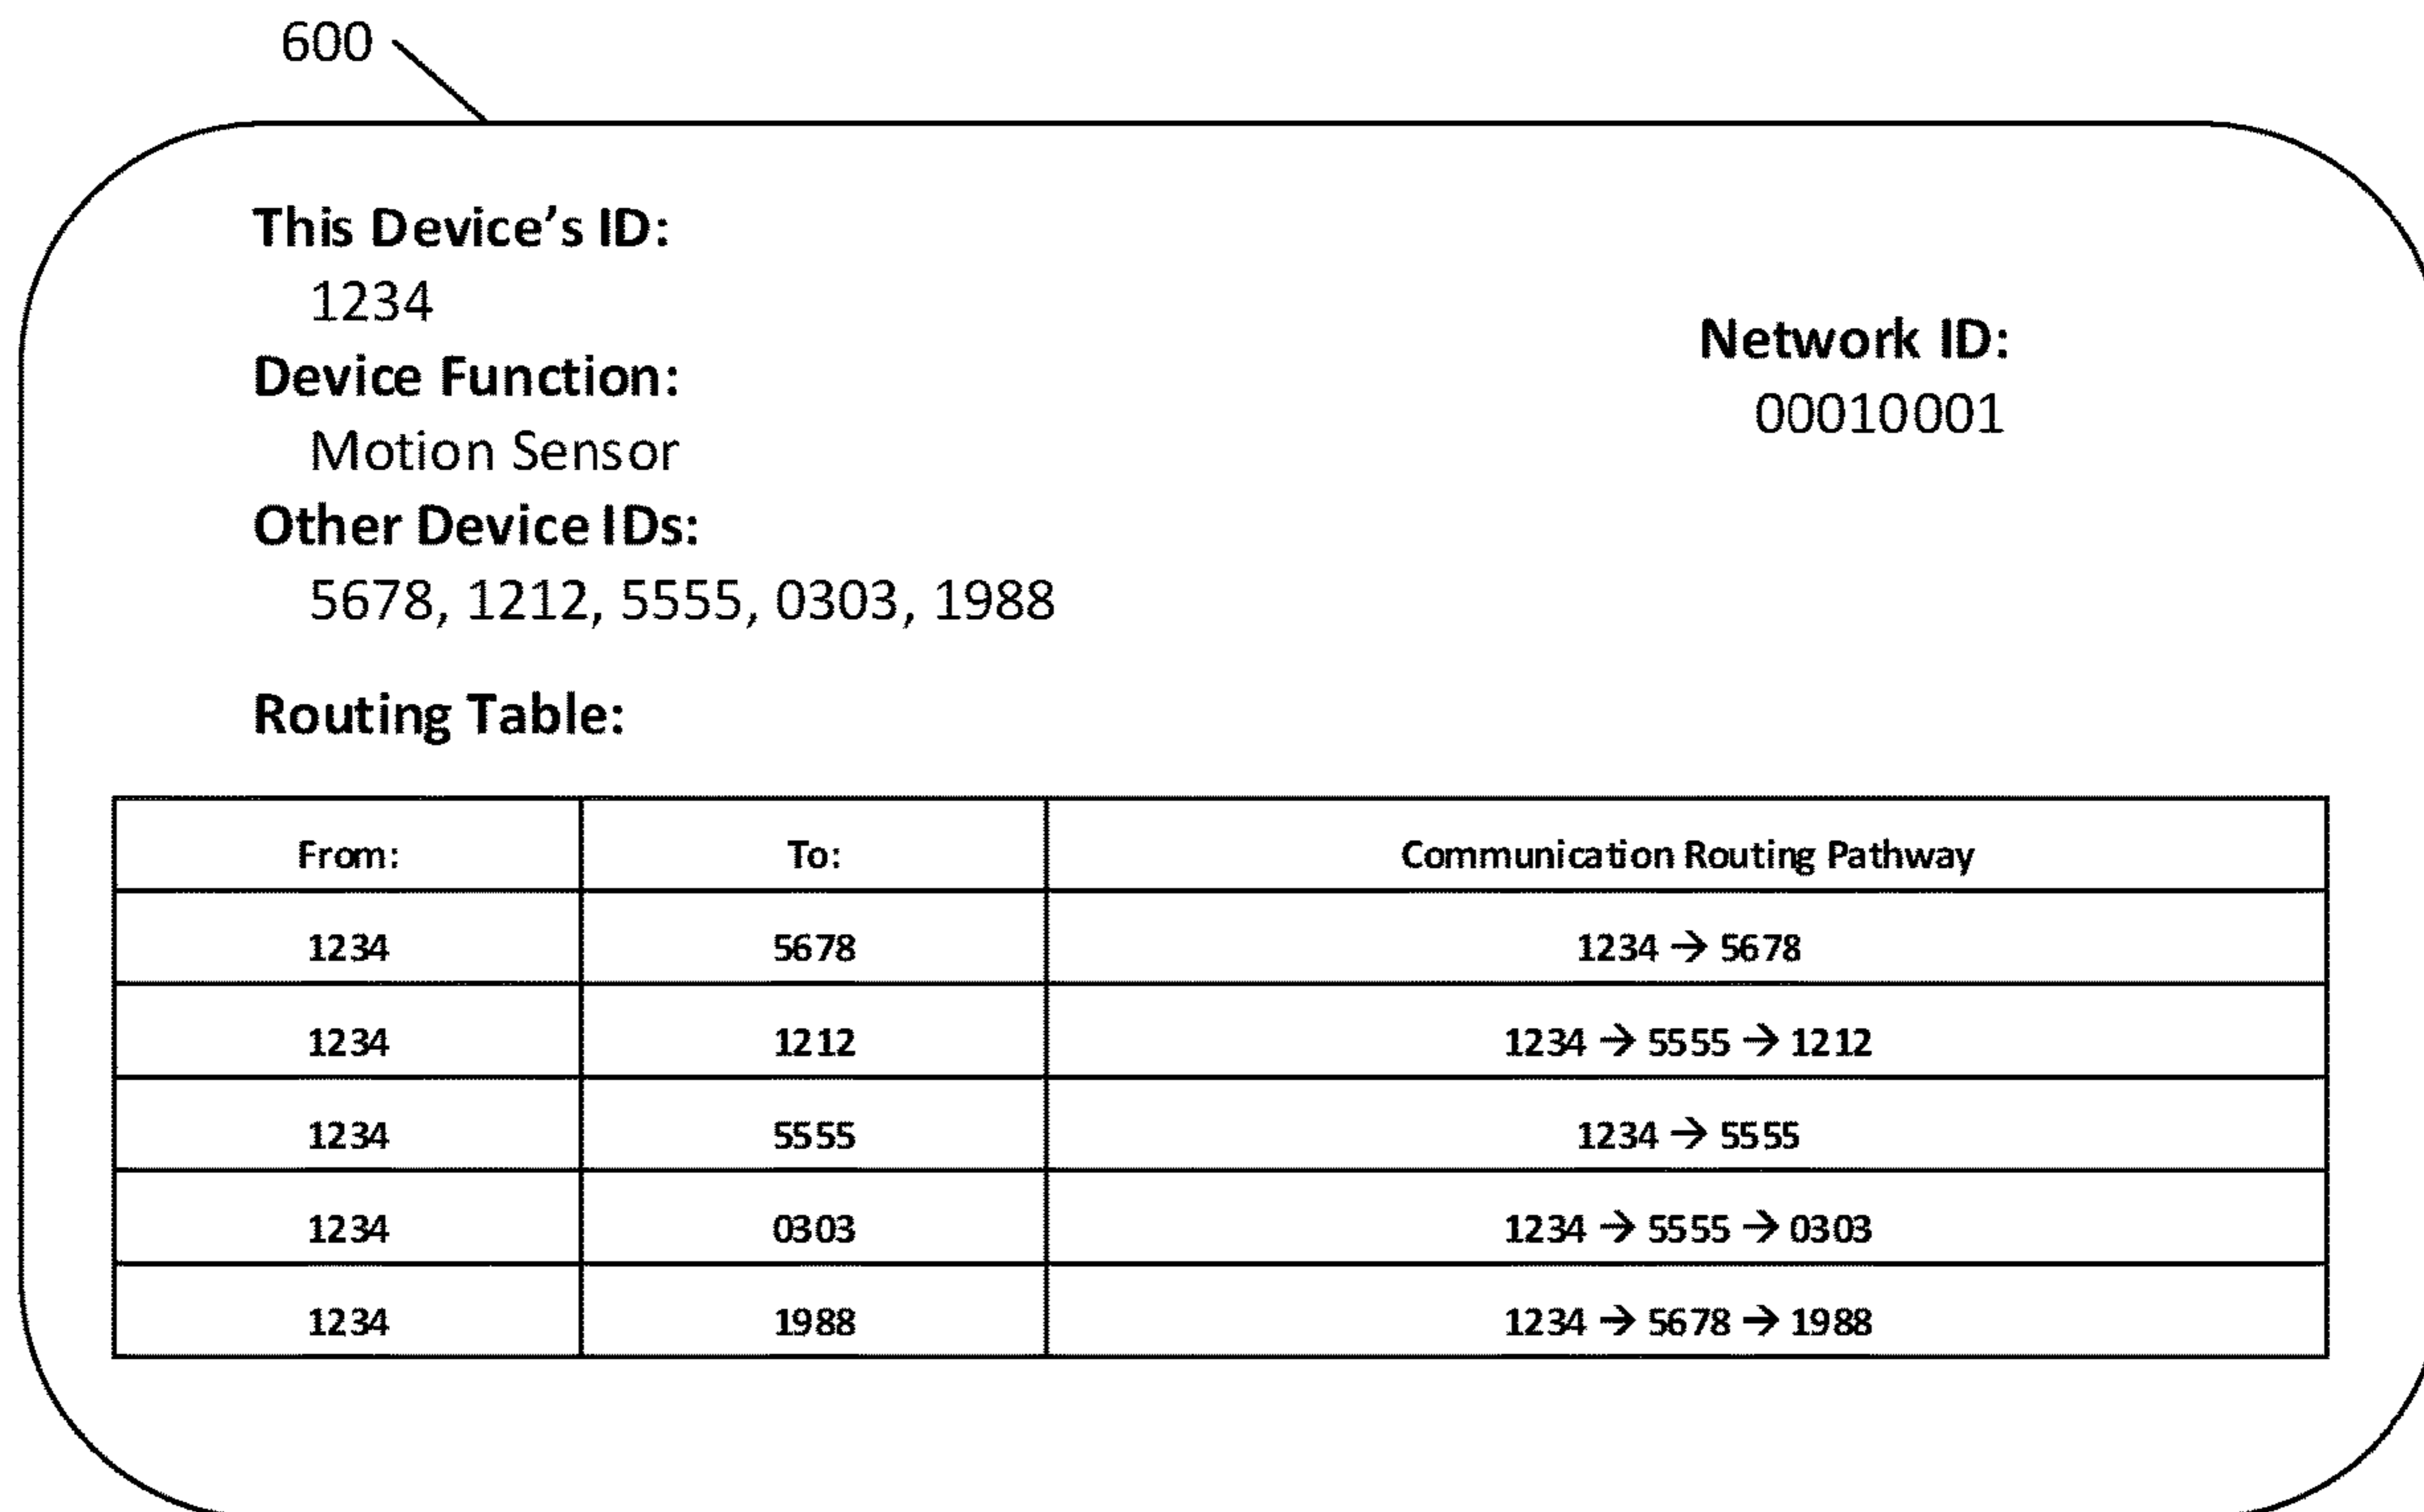 600
This Device’s ID:
1234
Device Function:
Motion Sensor
Other Device IDs:
5678, 1212, 5555, 0303, 1988
Network ID:
00010001
Routing Table:
From: To: Communication Routing Pathway
1234 5678 1234 → 5678
1234 1212 1234 → 5555 → 1212
1234 5555 1234 → 5555
1234 0303 1234 → 5555 → 0303
1234 1988 1234 → 5678 → 1988